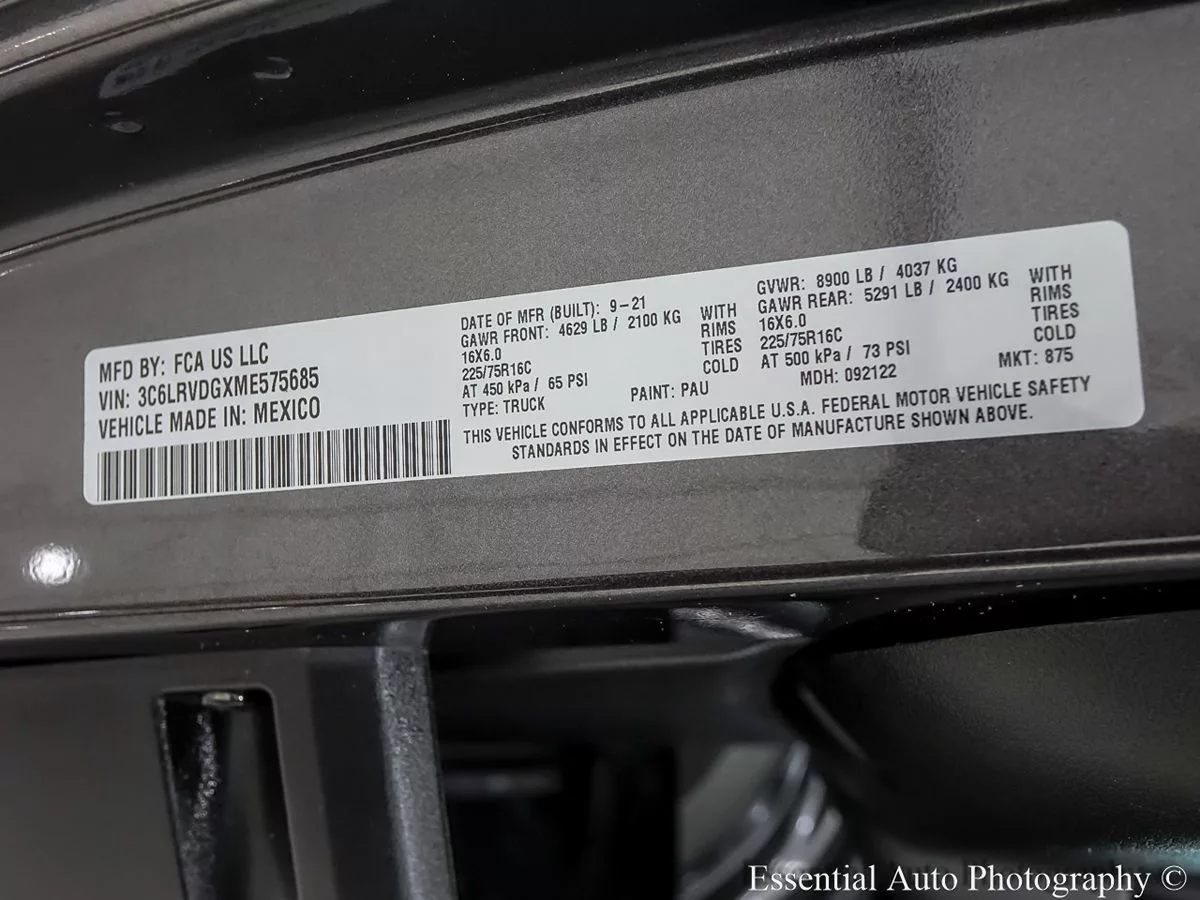 MFD BY: FCA US LLC
VIN: 3C6LRVDGXME575685
VEHICLE MADE IN: MEXICO
DATE OF MFR (BUILT): 9-21
GAWR FRONT: 4629 LB / 2100 KG WITH
16X6.0 RIMS
225/75R16C TIRES
AT 450 kPa / 65 PSI COLD
TYPE: TRUCK PAINT: PAU
GVWR: 8900 LB / 4037 KG
GAWR REAR: 5291 LB / 2400 KG WITH
16X6.0 RIMS
225/75R16C TIRES
AT 500 kPa / 73 PSI COLD
MDH: 092122 MKT: 875
THIS VEHICLE CONFORMS TO ALL APPLICABLE U.S.A. FEDERAL MOTOR VEHICLE SAFETY
STANDARDS IN EFFECT ON THE DATE OF MANUFACTURE SHOWN ABOVE.
Essential Auto Photography ©